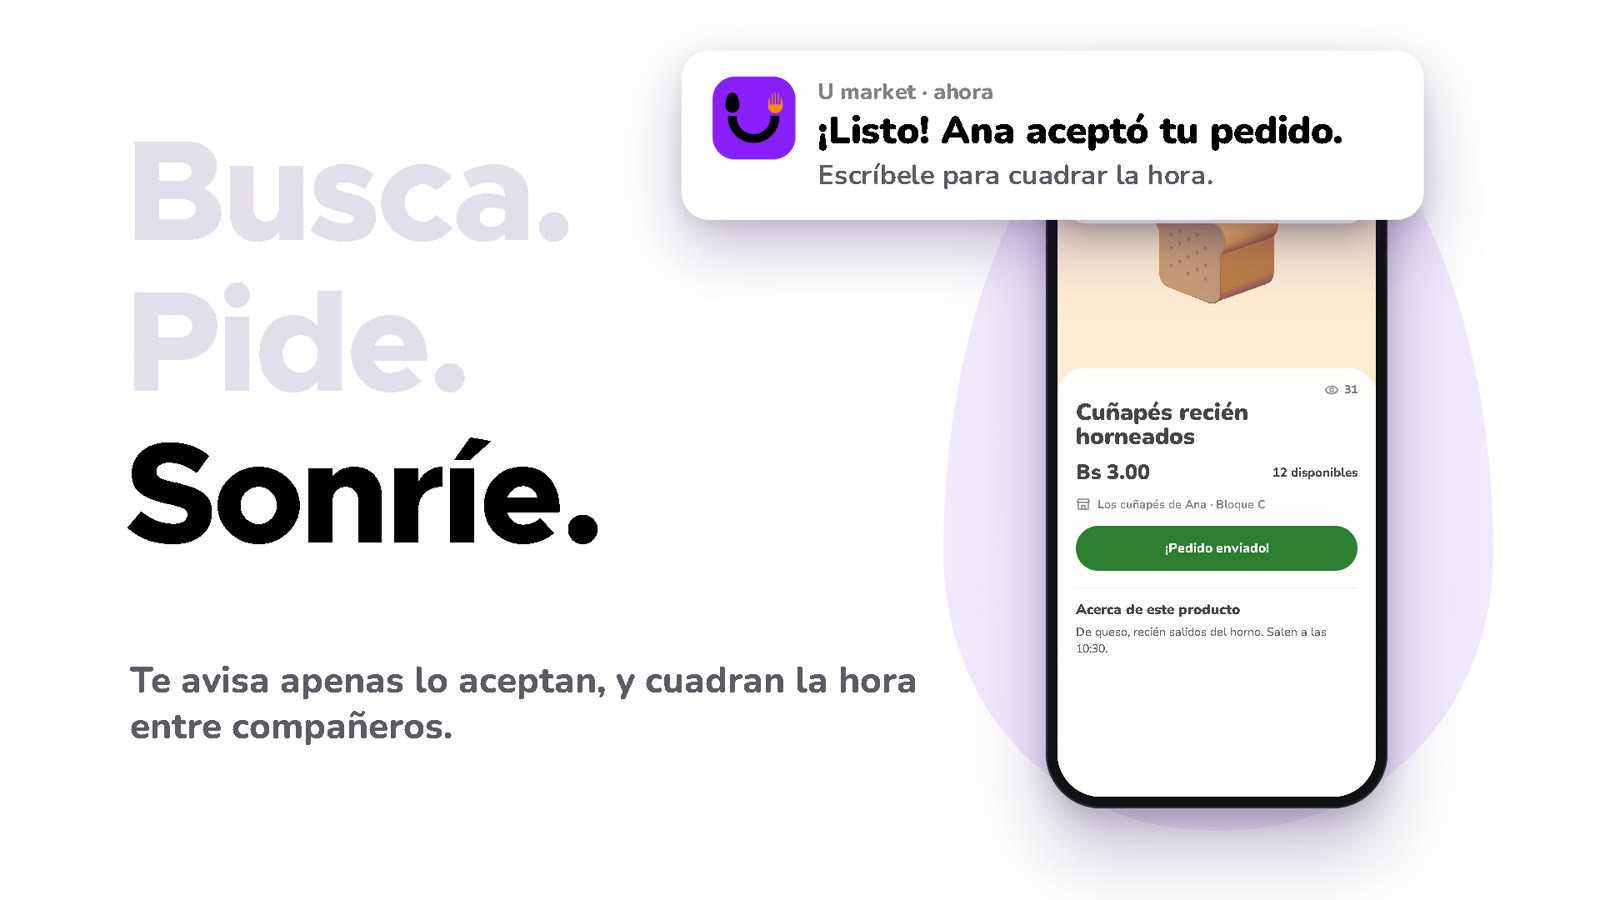 Busca.
Pide.
Sonríe.
Te avisa apenas lo aceptan, y cuadran la hora
entre compañeros.
U market · ahora
¡Listo! Ana aceptó tu pedido.
Escríbele para cuadrar la hora.
31
Cuñapés recién
horneados
Bs 3.00
12 disponibles
Los cuñapés de Ana · Bloque C
¡Pedido enviado!
Acerca de este producto
De queso, recién salidos del horno. Salen a las
10:30.